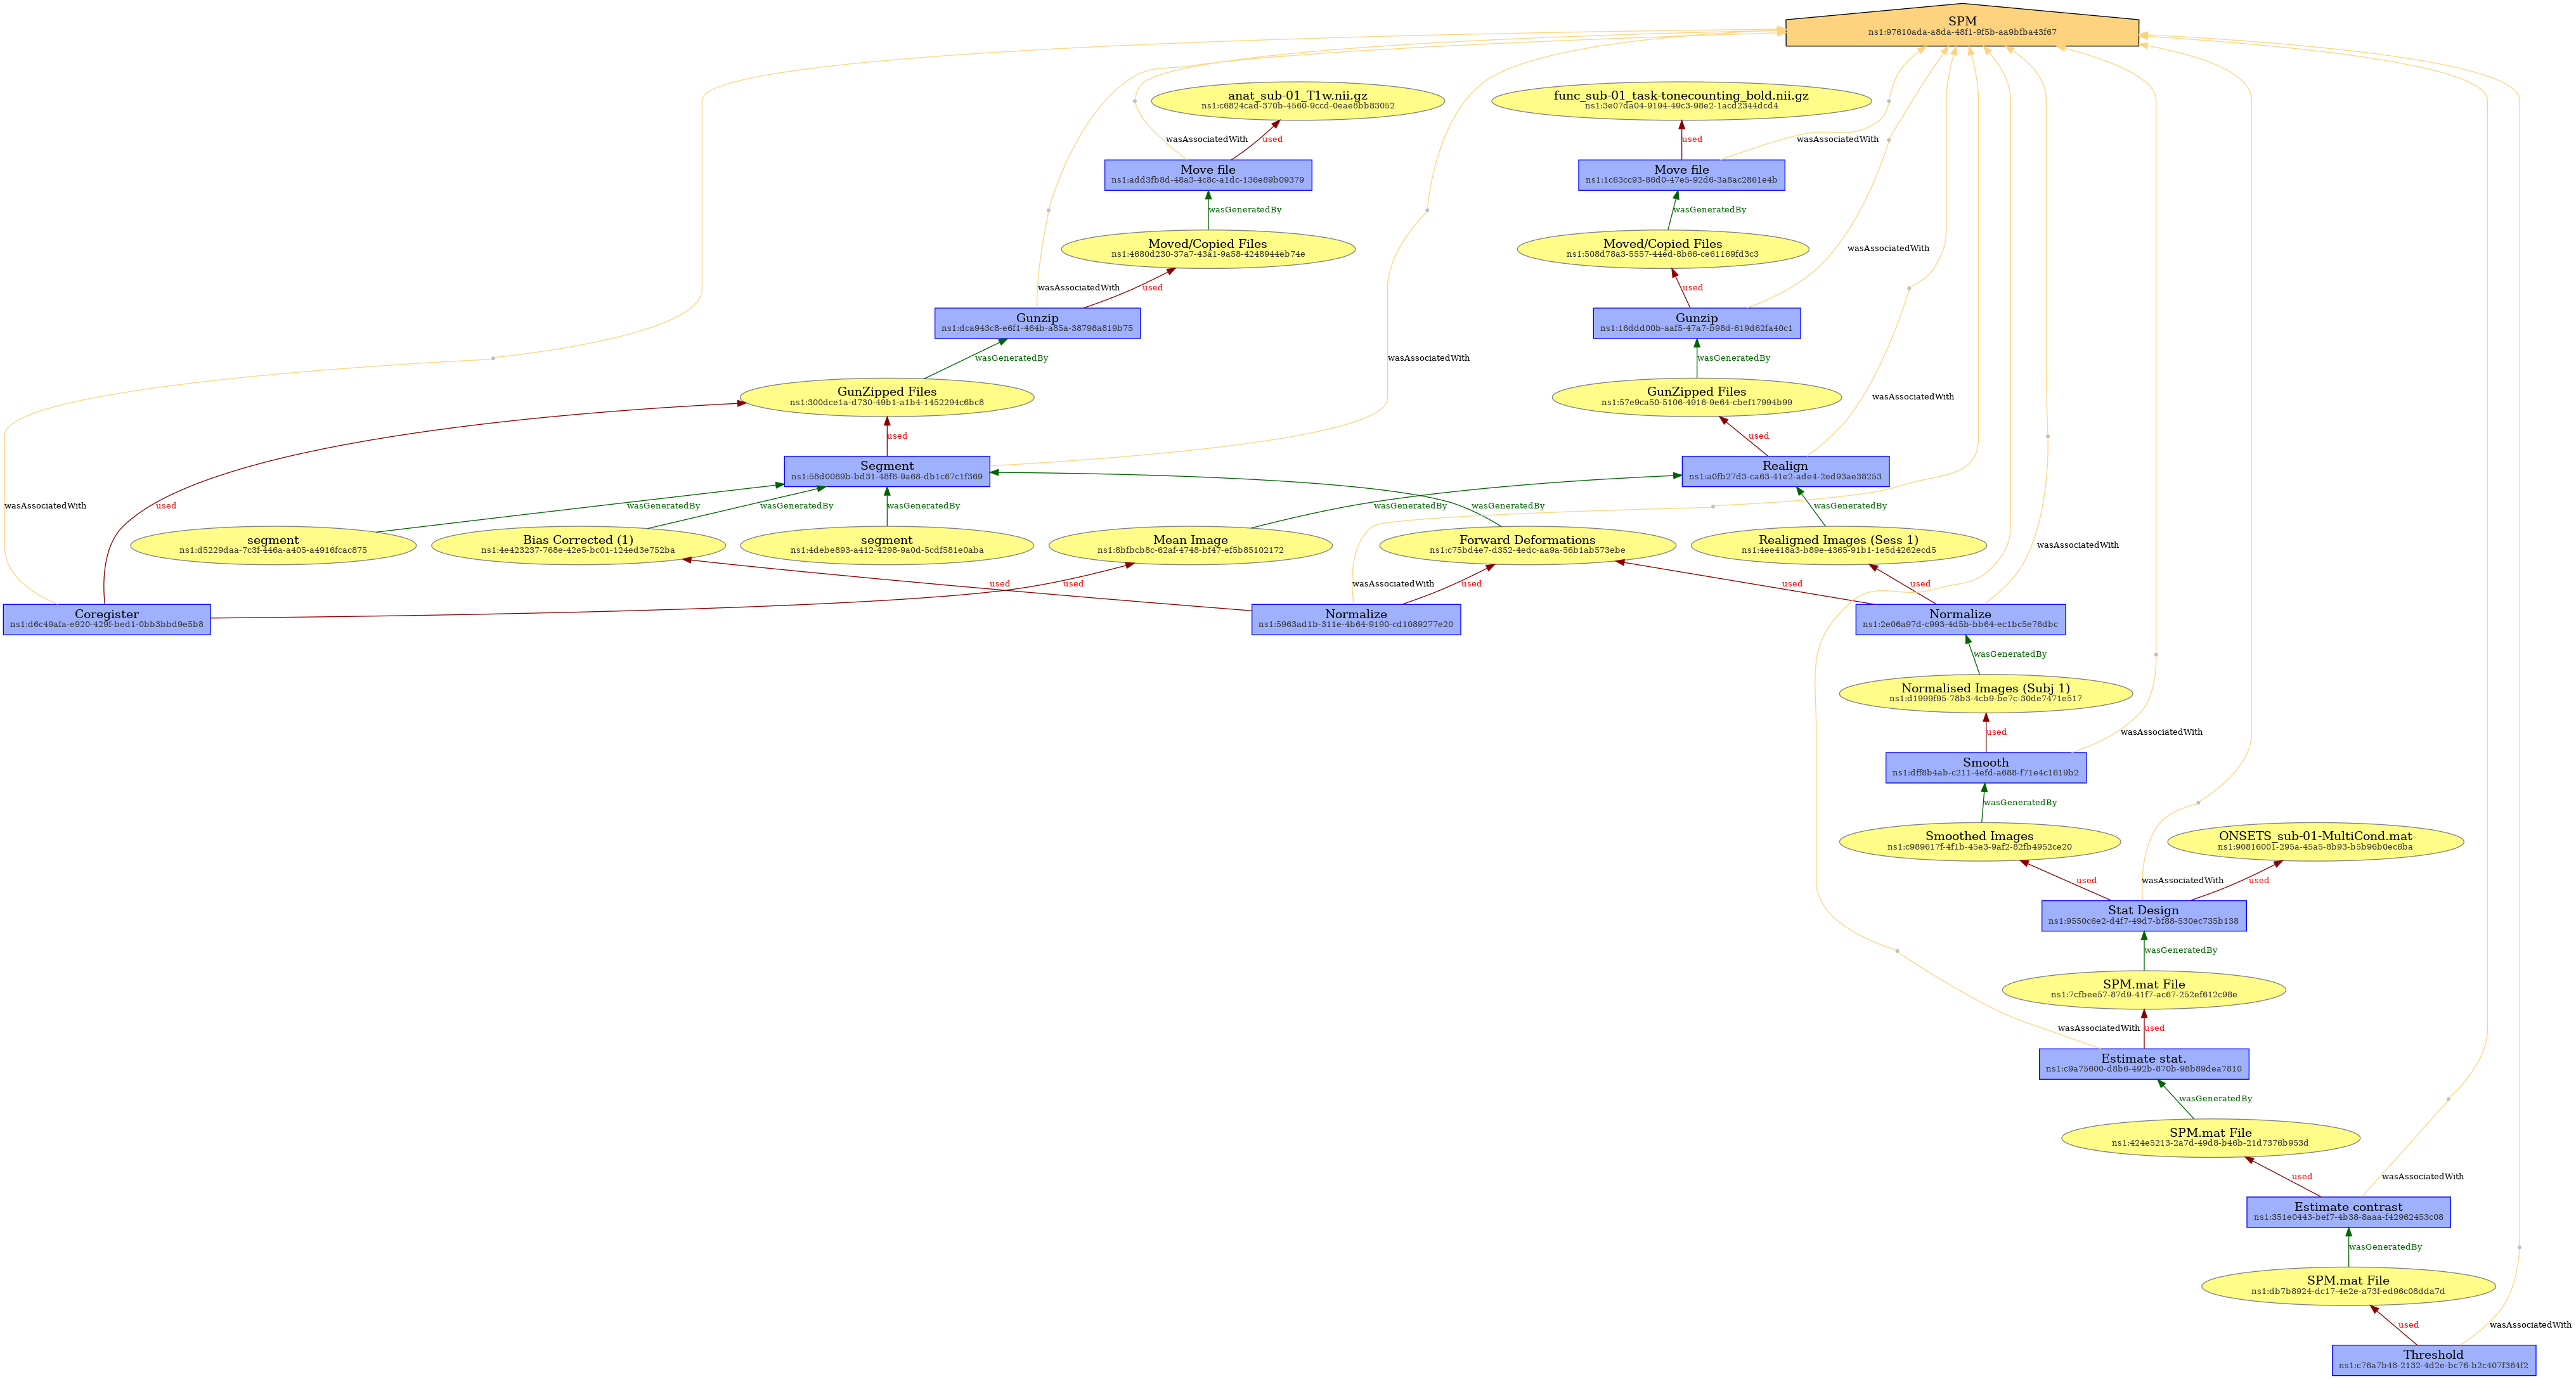 SPM
ns1:97610ada-a8da-48f1-9f5b-aa9bfba43f67
anat_sub-01_T1w.nii.gz
ns1:c6824cad-370b-4560-9ccd-0eae8bb83052
func_sub-01_task-tonecounting_bold.nii.gz
ns1:3e07da04-9194-49c3-98e2-1acd2344dcd4
wasAssociatedWith
used
used
wasAssociatedWith
Move file
ns1:add3fb8d-48a3-4c8c-a1dc-136e89b09379
Move file
ns1:1c63cc93-86d0-47e5-92d6-3a8ac2861e4b
wasGeneratedBy
wasGeneratedBy
Moved/Copied Files
ns1:4680d230-37a7-43a1-9a58-4248944eb74e
Moved/Copied Files
ns1:508d78a3-5557-44ed-8b66-ce61169fd3c3
wasAssociatedWith
wasAssociatedWith
used
used
Gunzip
ns1:dca943c8-e6f1-464b-a85a-38798a819b75
Gunzip
ns1:16ddd00b-aaf5-47a7-b98d-619d62fa40c1
wasGeneratedBy
wasAssociatedWith
wasGeneratedBy
GunZipped Files
ns1:300dce1a-d730-49b1-a1b4-1452294c6bc8
GunZipped Files
ns1:57e9ca50-5106-4916-9e64-cbef17994b99
wasAssociatedWith
used
used
Segment
ns1:58d0089b-bd31-48f6-9a68-db1c67c1f369
Realign
ns1:a0fb27d3-ca63-41e2-ade4-2ed93ae38253
wasAssociatedWith
used
wasGeneratedBy
wasGeneratedBy
wasGeneratedBy
wasGeneratedBy
wasGeneratedBy
wasGeneratedBy
segment
ns1:d5229daa-7c3f-446a-a405-a4916fcac875
Bias Corrected (1)
ns1:4e423237-768e-42e5-bc01-124ed3e752ba
segment
ns1:4debe893-a412-4298-9a0d-5cdf581e0aba
Mean Image
ns1:8bfbcb8c-62af-4748-bf47-ef5b85102172
Forward Deformations
ns1:c75bd4e7-d352-4edc-aa9a-56b1ab573ebe
Realigned Images (Sess 1)
ns1:4ee418a3-b89e-4365-91b1-1e5d4262ecd5
wasAssociatedWith
used
used
wasAssociatedWith
used
used
used
Coregister
ns1:d6c49afa-e920-429f-bed1-0bb3bbd9e5b8
Normalize
ns1:5963ad1b-311e-4b64-9190-cd1089277e20
Normalize
ns1:2e06a97d-c993-4d5b-bb64-ec1bc5e76dbc
wasGeneratedBy
Normalised Images (Subj 1)
ns1:d1999f95-78b3-4cb9-be7c-30de7471e517
used
wasAssociatedWith
Smooth
ns1:dff8b4ab-c211-4efd-a688-f71e4c1619b2
wasGeneratedBy
Smoothed Images
ns1:c989617f-4f1b-45e3-9af2-82fb4952ce20
ONSETS_sub-01-MultiCond.mat
ns1:90816001-295a-45a5-8b93-b5b96b0ec6ba
used
wasAssociatedWith
used
Stat Design
ns1:9550c6e2-d4f7-49d7-bf88-530ec735b138
wasGeneratedBy
SPM.mat File
ns1:7cfbee57-87d9-41f7-ac67-252ef612c98e
wasAssociatedWith
used
Estimate stat.
ns1:c9a75600-d8b6-492b-870b-98b89dea7810
wasGeneratedBy
SPM.mat File
ns1:424e5213-2a7d-49d8-b46b-21d7376b953d
used
wasAssociatedWith
Estimate contrast
ns1:351e0443-bef7-4b38-8aaa-f42962453c08
wasGeneratedBy
SPM.mat File
ns1:db7b8924-dc17-4e2e-a73f-ed96c08dda7d
used
wasAssociatedWith
Threshold
ns1:c76a7b48-2132-4d2e-bc76-b2c407f364f2